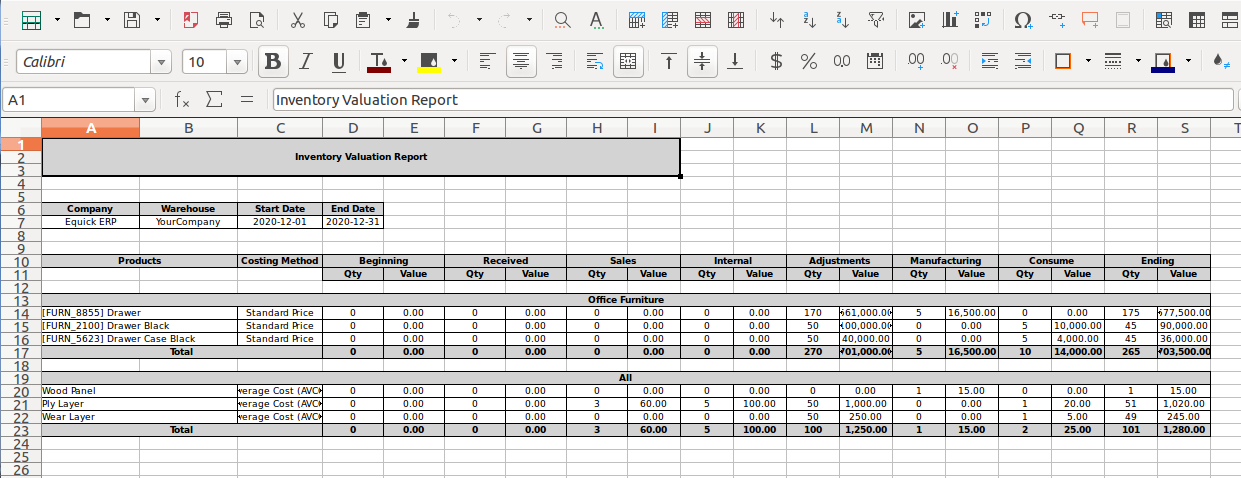 Calibri 10
A1 Inventory Valuation Report
A B C D E F G H I J K L M N O P Q R S T
1
2 Inventory Valuation Report
3
4
5
6 Company Warehouse Start Date End Date
7 Equick ERP YourCompany 2020-12-01 2020-12-31
8
9
10 Products Costing Method Beginning Received Sales Internal Adjustments Manufacturing Consume Ending
11 Qty Value Qty Value Qty Value Qty Value Qty Value Qty Value Qty Value Qty Value
12
13 Office Furniture
14 [FURN_8855] Drawer Standard Price 0 0.00 0 0.00 0 0.00 0 0.00 170 561,000.00 5 16,500.00 0 0.00 175 577,500.00
15 [FURN_2100] Drawer Black Standard Price 0 0.00 0 0.00 0 0.00 0 0.00 50 00,000.00 0 0.00 5 10,000.00 45 90,000.00
16 [FURN_5623] Drawer Case Black Standard Price 0 0.00 0 0.00 0 0.00 0 0.00 50 40,000.00 0 0.00 5 4,000.00 45 36,000.00
17 Total 0 0.00 0 0.00 0 0.00 0 0.00 270 701,000.00 5 16,500.00 10 14,000.00 265 703,500.00
18
19 All
20 Wood Panel erage Cost (AVC 0 0.00 0 0.00 0 0.00 0 0.00 0 0.00 1 15.00 0 0.00 1 15.00
21 Ply Layer erage Cost (AVC 0 0.00 0 0.00 3 60.00 5 100.00 50 1,000.00 0 0.00 1 20.00 51 1,020.00
22 Wear Layer erage Cost (AVC 0 0.00 0 0.00 0 0.00 0 0.00 50 250.00 0 0.00 1 5.00 49 245.00
23 Total 0 0.00 0 0.00 3 60.00 5 100.00 100 1,250.00 1 15.00 2 25.00 101 1,280.00
24
25
26